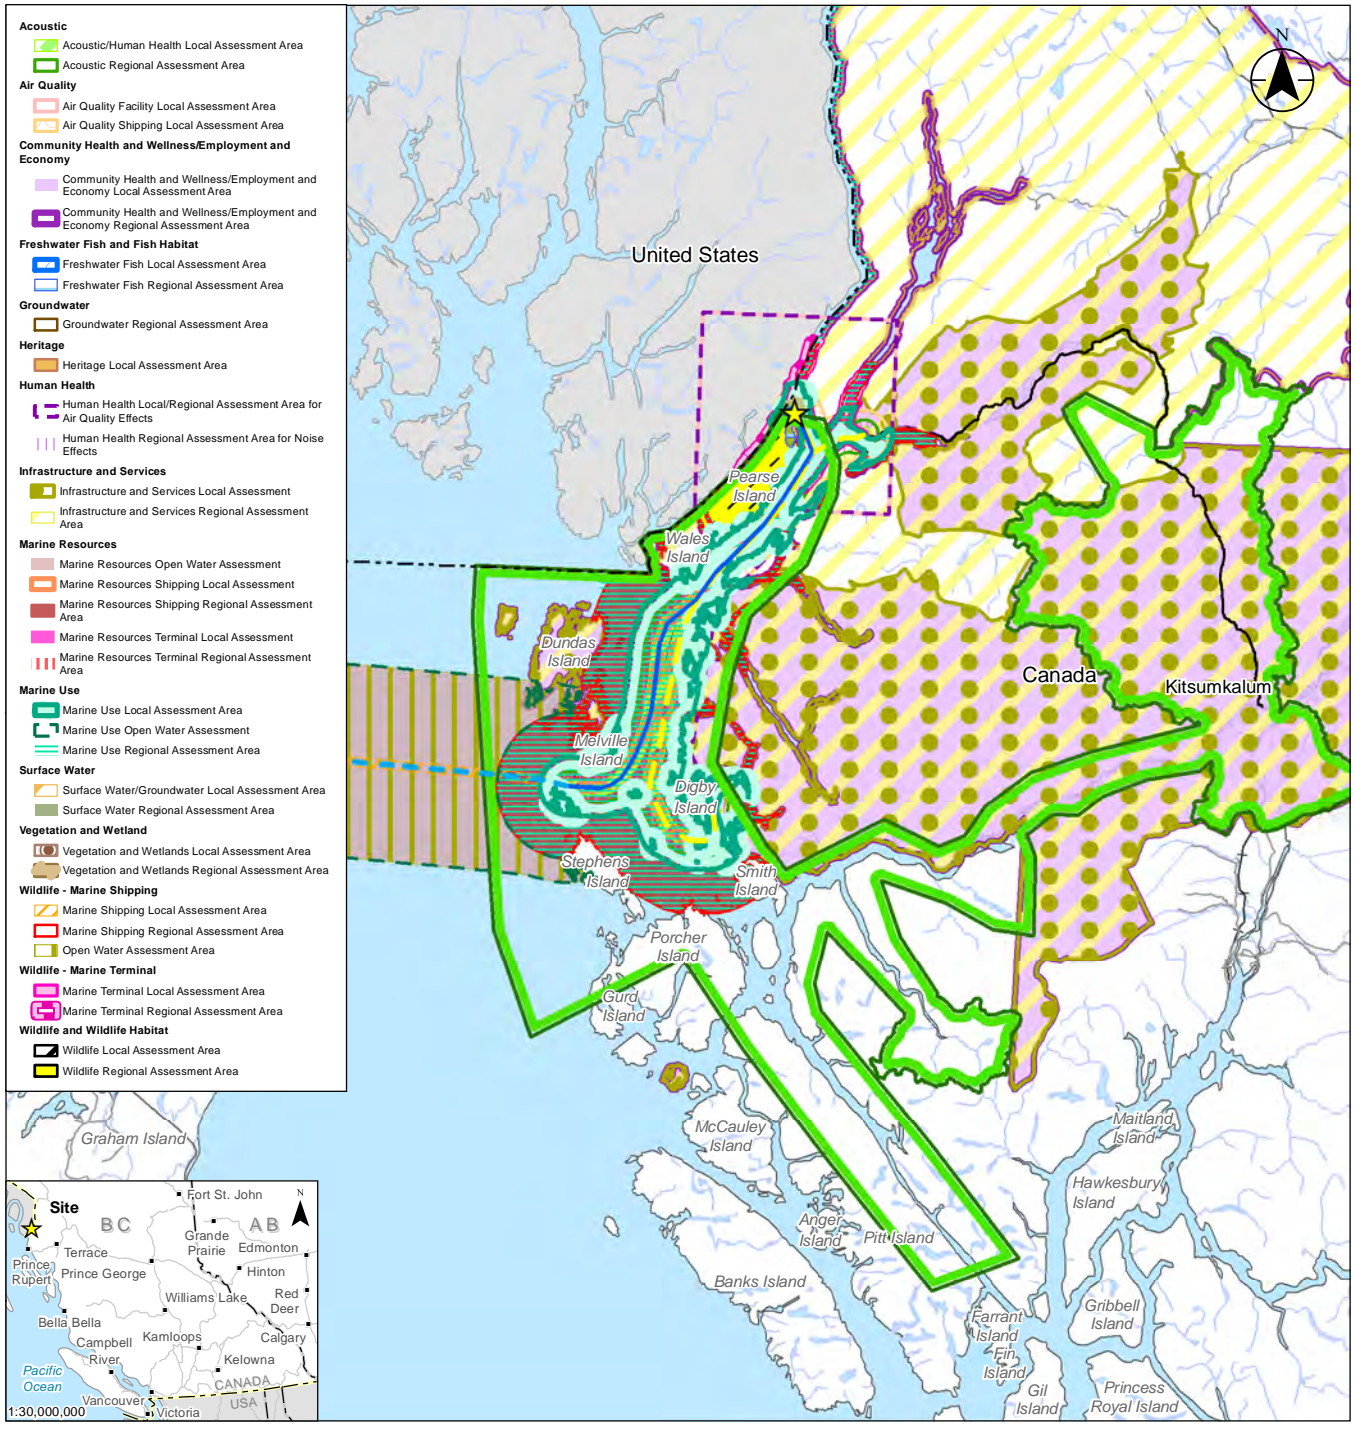 Acoustic
Acoustic/Human Health Local Assessment Area
Acoustic Regional Assessment Area
Air Quality
Air Quality Facility Local Assessment Area
Air Quality Shipping Local Assessment Area
Community Health and Wellness/Employment and
Economy
Community Health and Wellness/Employment and
Economy Local Assessment Area
Community Health and Wellness/Employment and
Economy Regional Assessment Area
Freshwater Fish and Fish Habitat
Freshwater Fish Local Assessment Area
Freshwater Fish Regional Assessment Area
Groundwater
Groundwater Regional Assessment Area
Heritage
Heritage Local Assessment Area
Human Health
Human Health Local/Regional Assessment Area for
Air Quality Effects
Human Health Regional Assessment Area for Noise
Effects
Infrastructure and Services
Infrastructure and Services Local Assessment
Infrastructure and Services Regional Assessment
Area
Marine Resources
Marine Resources Open Water Assessment
Marine Resources Shipping Local Assessment
Marine Resources Shipping Regional Assessment
Area
Marine Resources Terminal Local Assessment
Marine Resources Terminal Regional Assessment
Area
Marine Use
Marine Use Local Assessment Area
Marine Use Open Water Assessment
Marine Use Regional Assessment Area
Surface Water
Surface Water/Groundwater Local Assessment Area
Surface Water Regional Assessment Area
Vegetation and Wetland
Vegetation and Wetlands Local Assessment Area
Vegetation and Wetlands Regional Assessment Area
Wildlife - Marine Shipping
Marine Shipping Local Assessment Area
Marine Shipping Regional Assessment Area
Open Water Assessment Area
Wildlife - Marine Terminal
Marine Terminal Local Assessment Area
Marine Terminal Regional Assessment Area
Wildlife and Wildlife Habitat
Wildlife Local Assessment Area
Wildlife Regional Assessment Area
N
United States
Pearse
Island
Wales
Island
Dundas
Island
Canada
Kitsumkalum
Melville
Island
Digby
Island
Stephens
Island
Smith
Island
Porcher
Island
Gurd
Island
McCauley
Island
Maitland
Island
Hawkesbury
Island
Anger
Island
Pitt Island
Banks Island
Gribbell
Island
Farrant
Island
Fin
Island
Gil
Island
Princess
Royal Island
Graham Island
Site
N
Fort St. John
BC
AB
Grande
Prairie
Edmonton
Terrace
Prince
Rupert
Prince George
Hinton
Williams Lake
Red
Deer
Bella Bella
Campbell
River
Kamloops
Calgary
Kelowna
Pacific
Ocean
CANADA
USA
Vancouver
Victoria
1:30,000,000